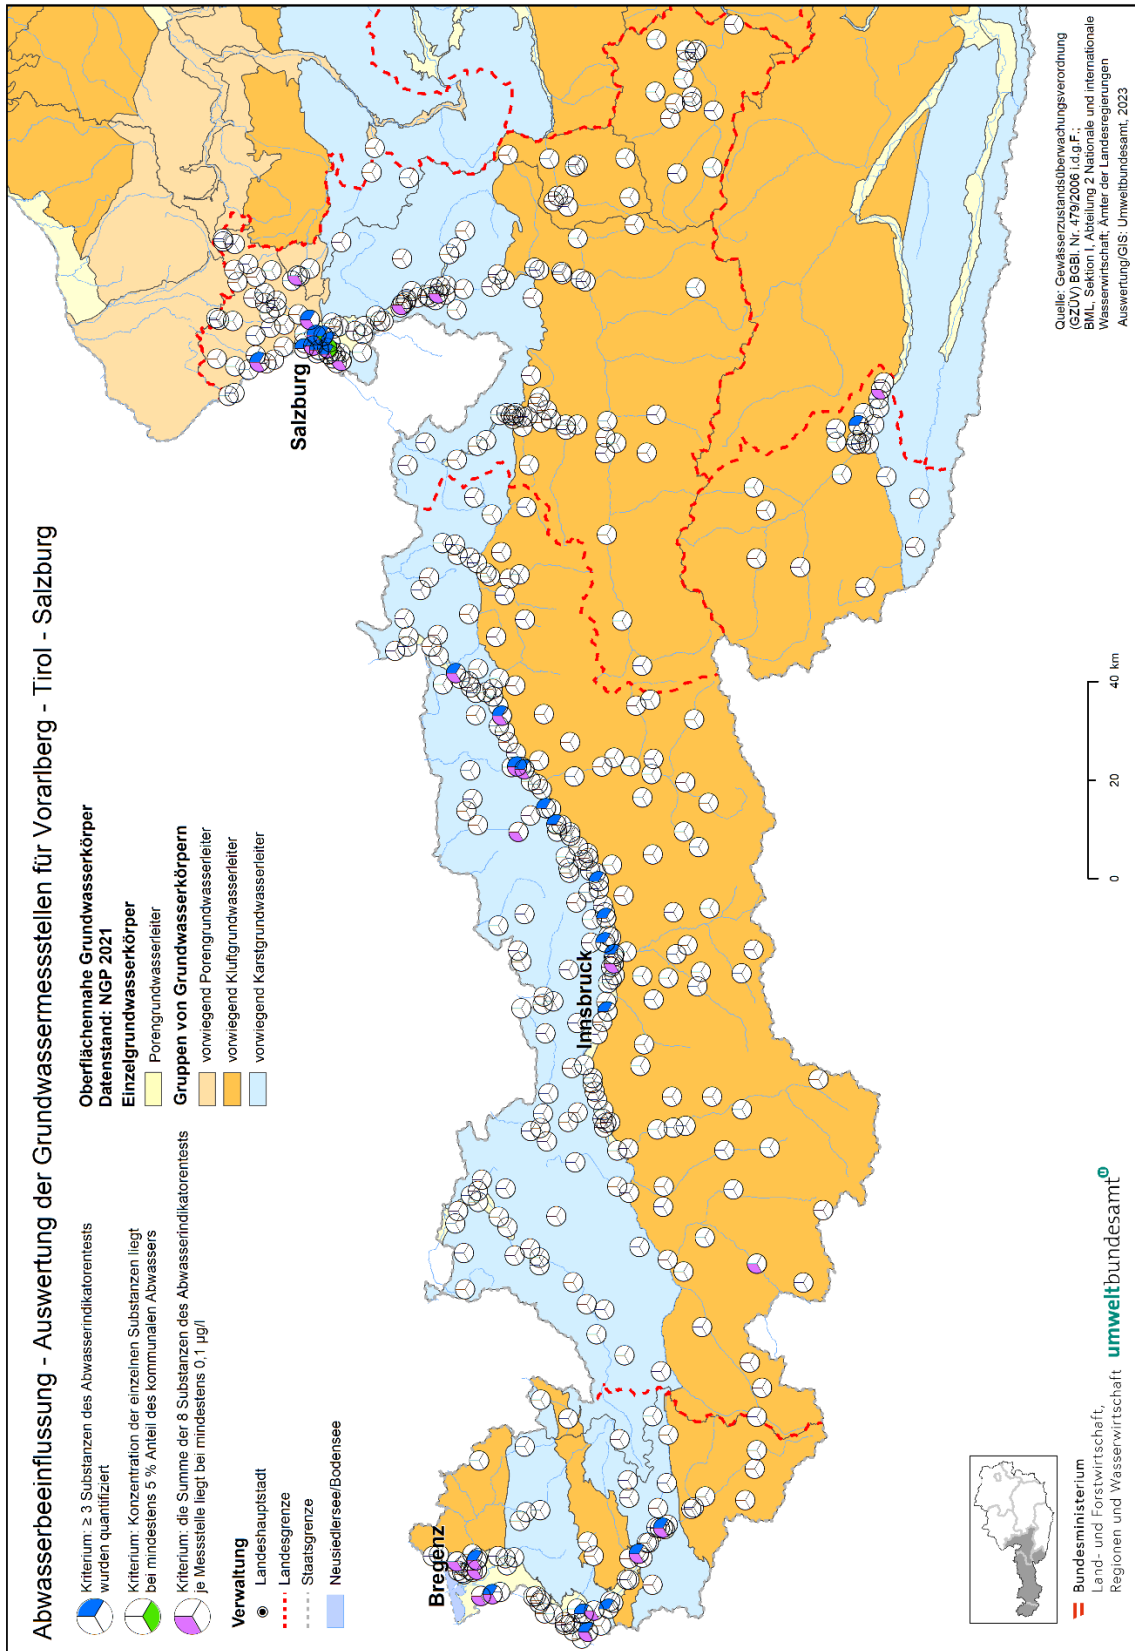 Abwasserbeeinflussung - Auswertung der Grundwassermessstellen für Vorarlberg - Tirol - Salzburg
Kriterium: ≥ 3 Substanzen des Abwasserindikatorentests
wurden quantifiziert
Kriterium: Konzentration der einzelnen Substanzen liegt
bei mindestens 5 % Anteil des kommunalen Abwassers
Kriterium: die Summe der 8 Substanzen des Abwasserindikatorentests
je Messstelle liegt bei mindestens 0,1 µg/l
Verwaltung
Landeshauptstadt
Landesgrenze
Staatsgrenze
Neusiedlersee/Bodensee
Oberflächennahe Grundwasserkörper
Datenstand: NGP 2021
Einzelgrundwasserkörper
Porengrundwasserleiter
Gruppen von Grundwasserkörpern
vorwiegend Porengrundwasserleiter
vorwiegend Kluftgrundwasserleiter
vorwiegend Karstgrundwasserleiter
Bregenz
Innsbruck
Salzburg
0 20 40 km
Bundesministerium
Land- und Forstwirtschaft,
Regionen und Wasserwirtschaft
umweltbundesamt
Quelle: Gewässerzustandsüberwachungsverordnung
(GZÜV) BGBl. Nr. 479/2006 i.d.g.F.;
BML, Sektion I, Abteilung 2 Nationale und internationale
Wasserwirtschaft; Ämter der Landesregierungen
Auswertung/GIS: Umweltbundesamt, 2023